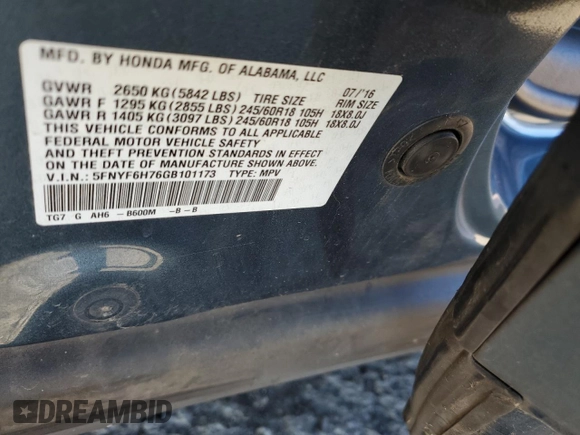 MFD. BY HONDA MFG. OF ALABAMA, LLC
GVWR 2650 KG (5842 LBS) TIRE SIZE 07/'16 RIM SIZE
GAWR F 1295 KG (2855 LBS) 245/60R18 105H 18X8.0J
GAWR R 1405 KG (3097 LBS) 245/60R18 105H 18X8.0J
THIS VEHICLE CONFORMS TO ALL APPLICABLE
FEDERAL MOTOR VEHICLE SAFETY
AND THEFT PREVENTION STANDARDS IN EFFECT
ON THE DATE OF MANUFACTURE SHOWN ABOVE.
V.I.N.: 5FNYF6H76GB101173 TYPE: MPV
TG7 G AH6 -B600M -B-B
DREAMBID